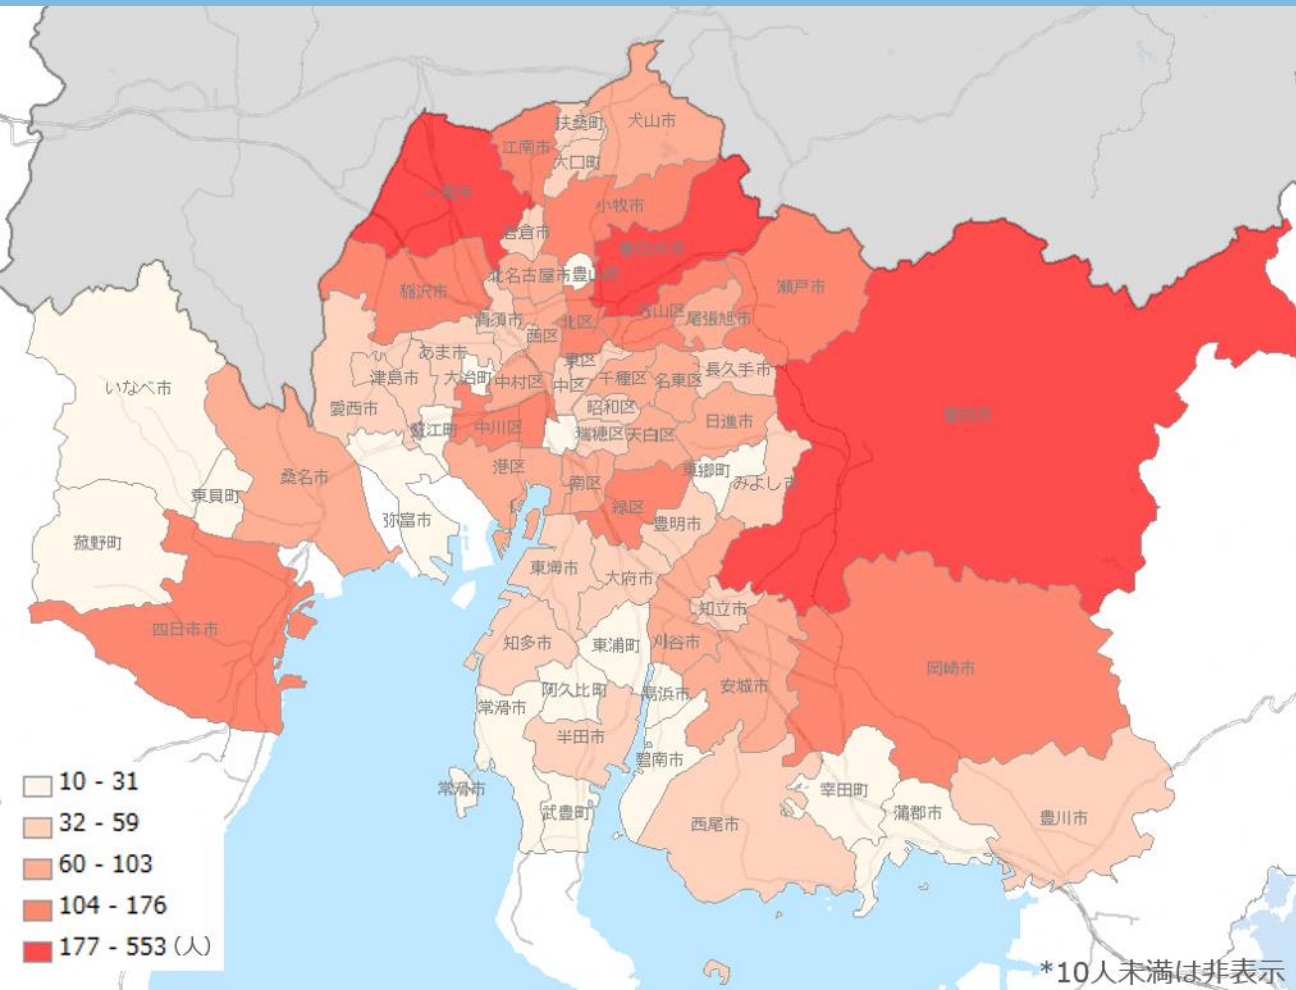 扶桑町
犬山市
江南市
大口町
一宮市
小牧市
岩倉市
春日井市
北名古屋市
豊山町
瀬戸市
稲沢市
清須市
北区
守山区
尾張旭市
西区
あま市
東区
長久手市
津島市
大治町
中村区
中区
千種区
名東区
いなべ市
愛西市
昭和区
蟹江町
中川区
瑞穂区
天白区
日進市
豊田市
港区
東郷町
みよし市
桑名市
南区
東員町
緑区
弥富市
豊明市
菰野町
東海市
大府市
知立市
四日市市
知多市
東浦町
刈谷市
岡崎市
阿久比町
高浜市
安城市
常滑市
半田市
碧南市
常滑市
武豊町
幸田町
蒲郡市
西尾市
豊川市
10 - 31
32 - 59
60 - 103
104 - 176
177 - 553(人)
*10人未満は非表示